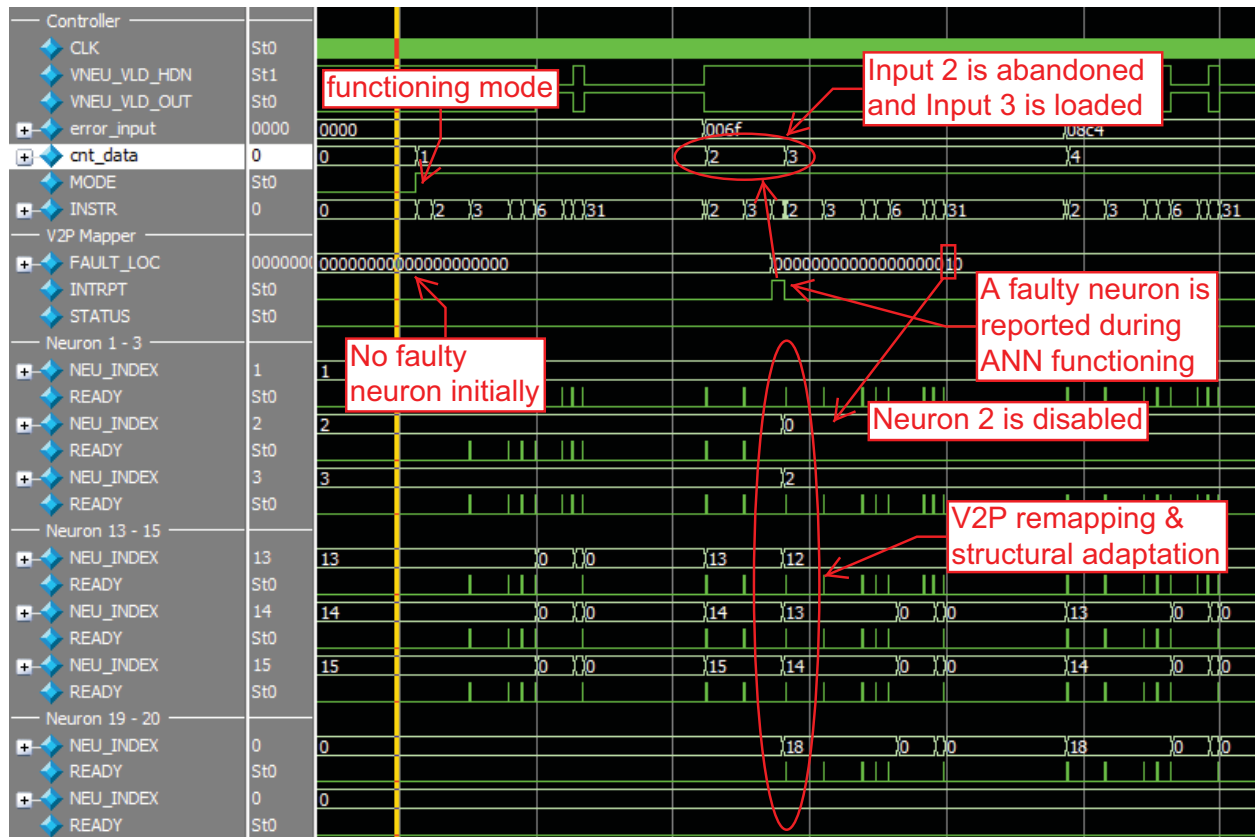 Controller
CLK St0
VNEU_VLD_HDN St1
VNEU_VLD_OUT St0
error_input 0000 0000 006f 08c4
cnt_data 0 0 1 2 3 4
MODE St0
INSTR 0 0 2 3 6 31 2 3 2 3 6 31 2 3 6 31
V2P Mapper
FAULT_LOC 0000000 00000000000000000000 00000000000000000010
INTRPT St0
STATUS St0
Neuron 1 - 3
NEU_INDEX 1 1
READY St0
NEU_INDEX 2 2 0
READY St0
NEU_INDEX 3 3 2
READY St0
Neuron 13 - 15
NEU_INDEX 13 13 0 0 13 12
READY St0
NEU_INDEX 14 14 0 0 14 13 0 0 13 0 0
READY St0
NEU_INDEX 15 15 0 0 15 14 0 0 14 0 0
READY St0
Neuron 19 - 20
NEU_INDEX 0 0 18 0 0 18 0 0
READY St0
NEU_INDEX 0 0
READY St0
functioning mode
Input 2 is abandoned
and Input 3 is loaded
No faulty
neuron initially
A faulty neuron is
reported during
ANN functioning
Neuron 2 is disabled
V2P remapping &
structural adaptation